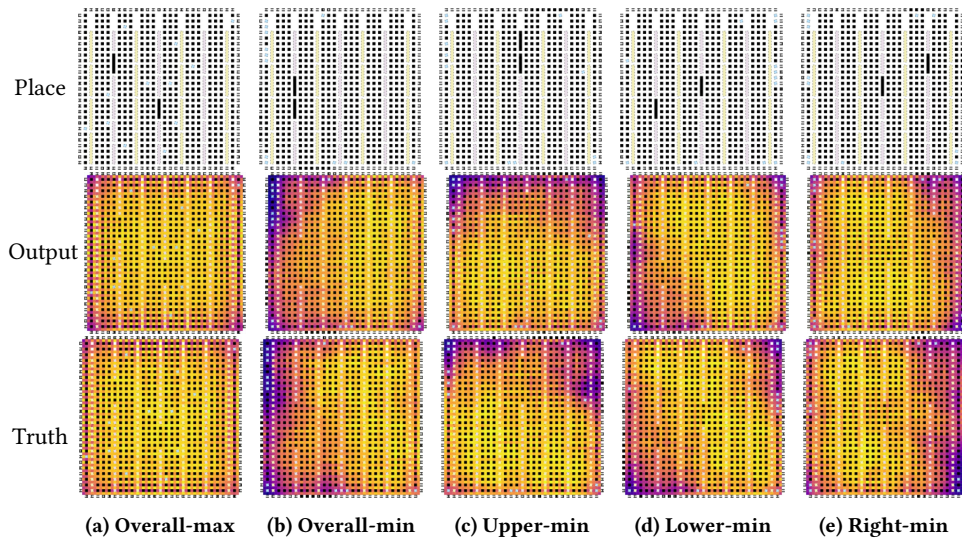 Place
Output
Truth
(a) Overall-max (b) Overall-min (c) Upper-min (d) Lower-min (e) Right-min